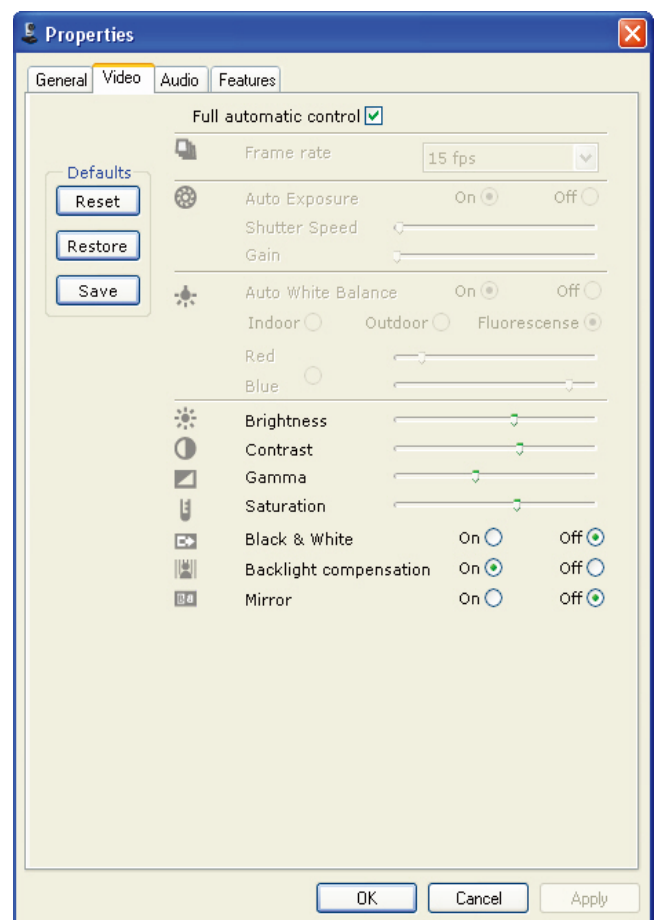 Properties
General Video Audio Features
Full automatic control
Frame rate 15 fps
Defaults
Reset
Restore
Save
Auto Exposure On Off
Shutter Speed
Gain
Auto White Balance On Off
Indoor Outdoor Fluorescense
Red
Blue
Brightness
Contrast
Gamma
Saturation
Black & White On Off
Backlight compensation On Off
Mirror On Off
OK Cancel Apply